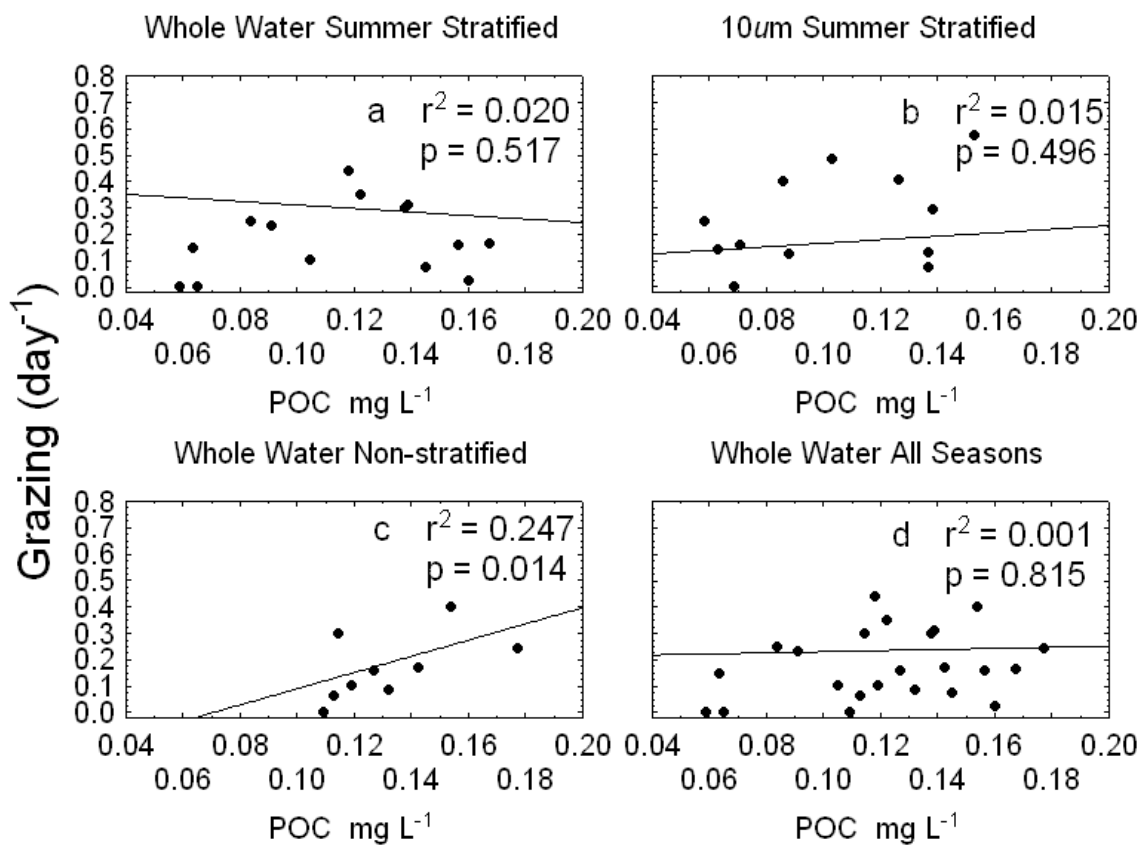 Whole Water Summer Stratified
a r² = 0.020
p = 0.517
0.8
0.7
0.6
0.5
0.4
0.3
0.2
0.1
0.0
0.04 0.08 0.12 0.16 0.20
0.06 0.10 0.14 0.18
POC mg L⁻¹
10um Summer Stratified
b r² = 0.015
p = 0.496
0.04 0.08 0.12 0.16 0.20
0.06 0.10 0.14 0.18
POC mg L⁻¹
Grazing (day⁻¹)
Whole Water Non-stratified
c r² = 0.247
p = 0.014
0.8
0.7
0.6
0.5
0.4
0.3
0.2
0.1
0.0
0.04 0.08 0.12 0.16 0.20
0.06 0.10 0.14 0.18
POC mg L⁻¹
Whole Water All Seasons
d r² = 0.001
p = 0.815
0.04 0.08 0.12 0.16 0.20
0.06 0.10 0.14 0.18
POC mg L⁻¹